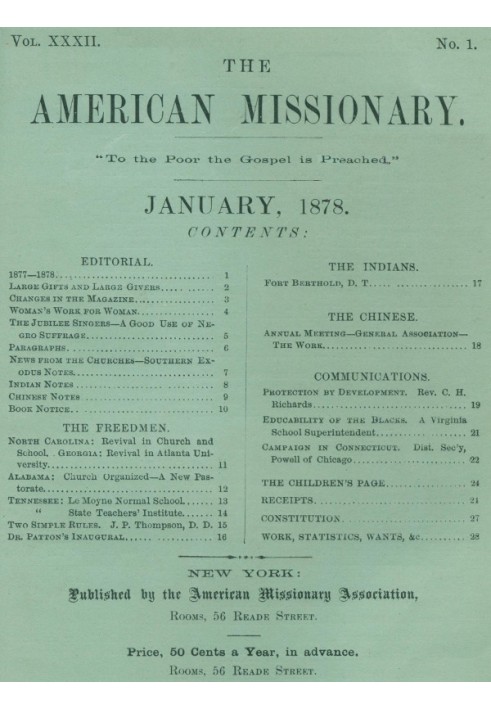 VOL. XXXII.
No. 1.
THE
AMERICAN MISSIONARY.
“To the Poor the Gospel is Preached.”
JANUARY, 1878.
CONTENTS:
EDITORIAL.
1877—1878 1
LARGE GIFTS AND LARGE GIVERS 2
CHANGES IN THE MAGAZINE 3
WOMAN'S WORK FOR WOMAN 4
THE JUBILEE SINGERS—A GOOD USE OF NE-
GRO SUFFRAGE 5
PARAGRAPHS 6
NEWS FROM THE CHURCHES—SOUTHERN EX-
ODUS NOTES 7
INDIAN NOTES 8
CHINESE NOTES 9
BOOK NOTICE 10
THE FREEDMEN.
NORTH CAROLINA: Revival in Church and
School. GEORGIA: Revival in Atlanta Uni-
versity 11
ALABAMA: Church Organized—A New Pas-
torate 12
TENNESSEE: Le Moyne Normal School 13
“ State Teachers' Institute 14
TWO SIMPLE RULES. J. P. Thompson, D. D. 15
DR. PATTON'S INAUGURAL 16
THE INDIANS.
FORT BERTHOLD, D. T 17
THE CHINESE.
ANNUAL MEETING—GENERAL ASSOCIATION—
THE WORK 18
COMMUNICATIONS.
PROTECTION BY DEVELOPMENT. Rev. C. H.
Richards 19
EDUCABILITY OF THE BLACKS. A Virginia
School Superintendent 21
CAMPAIGN IN CONNECTICUT. Dist. Sec'y,
Powell of Chicago 22
THE CHILDREN'S PAGE 24
RECEIPTS 24
CONSTITUTION 27
WORK, STATISTICS, WANTS, &c 28
NEW YORK:
Published by the American Missionary Association,
ROOMS, 56 READE STREET.
Price, 50 Cents a Year, in advance.
ROOMS, 56 READE STREET.